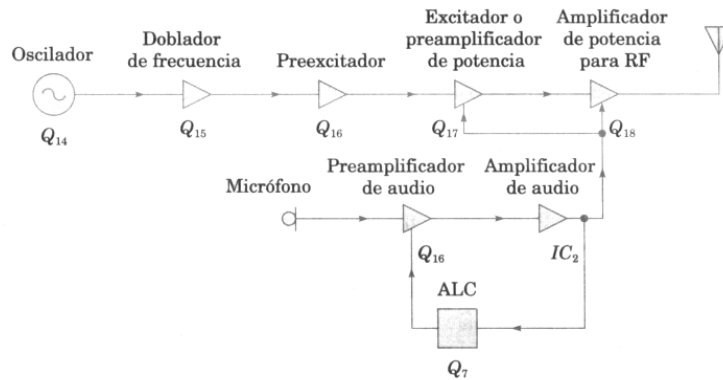 Oscilador
Doblador
de frecuencia
Preexcitador
Excitador o
preamplificador
de potencia
Amplificador
de potencia
para RF
Q14
Q15
Q16
Q17
Q18
Micrófono
Preamplificador
de audio
Amplificador
de audio
Q16
IC2
ALC
Q7